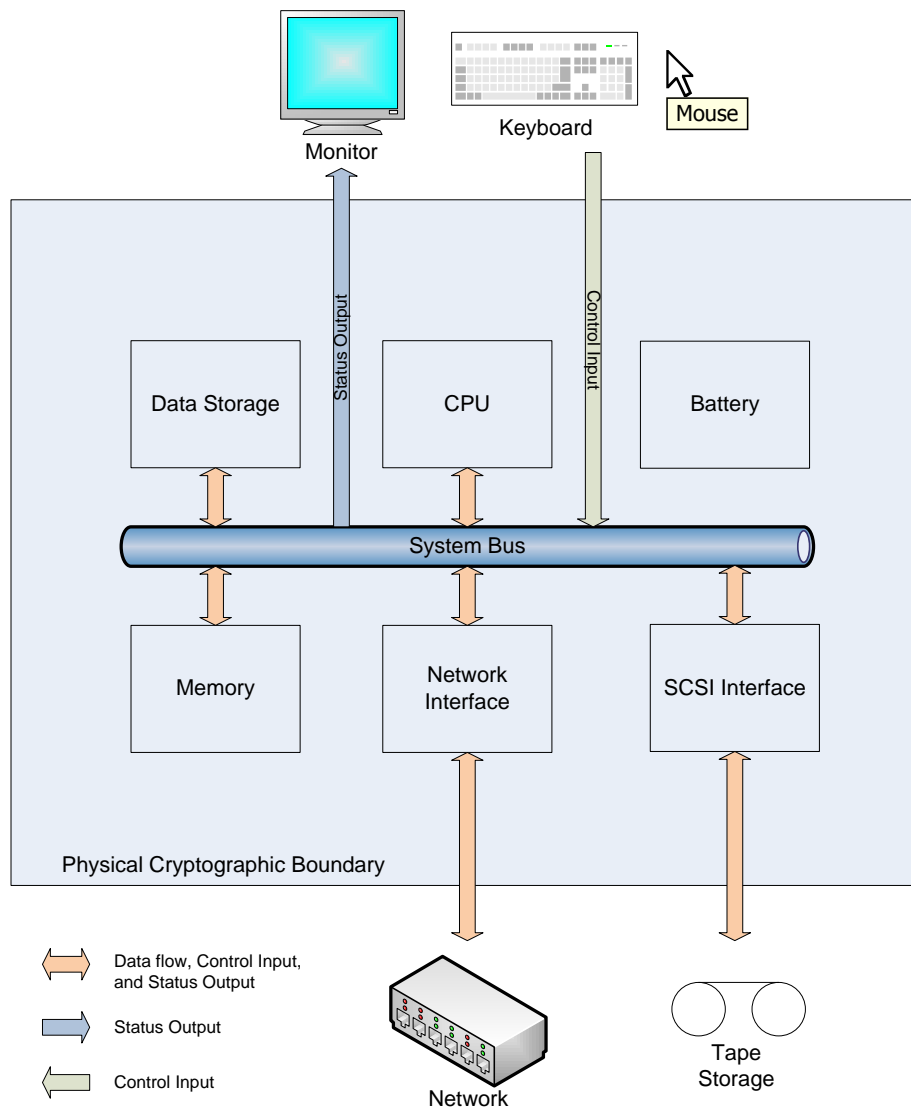 Monitor
Keyboard
Mouse
Status Output
Control Input
Data Storage
CPU
Battery
System Bus
Memory
Network
Interface
SCSI Interface
Physical Cryptographic Boundary
Data flow, Control Input,
and Status Output
Status Output
Control Input
Network
Tape
Storage